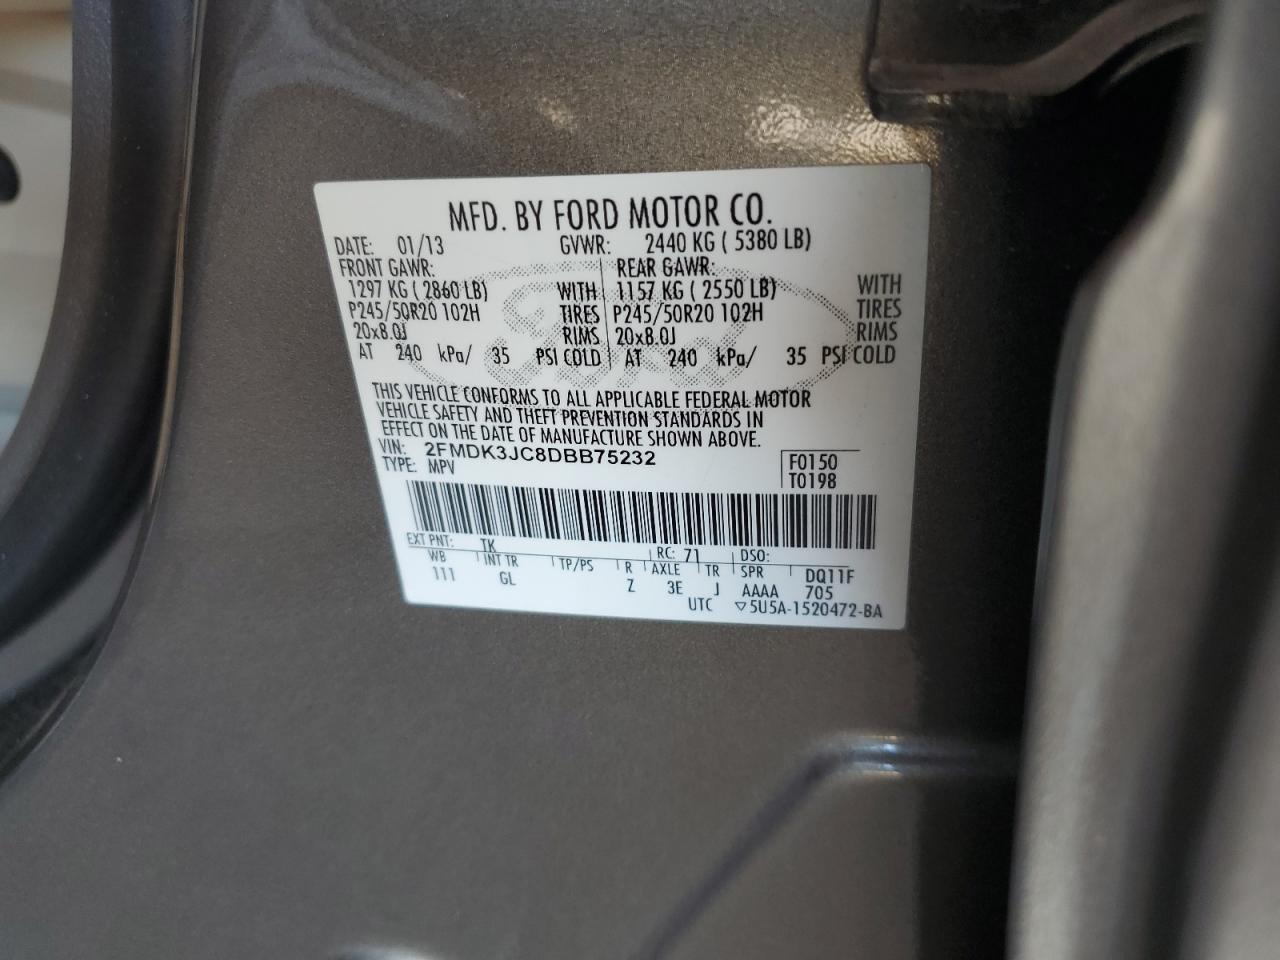 MFD. BY FORD MOTOR CO.
DATE: 01/13 GVWR: 2440 KG ( 5380 LB)
FRONT GAWR: REAR GAWR:
1297 KG ( 2860 LB) WITH 1157 KG ( 2550 LB) WITH
P245/50R20 102H TIRES P245/50R20 102H TIRES
20x8.0J RIMS 20x8.0J RIMS
AT 240 kPa/ 35 PSI COLD AT 240 kPa/ 35 PSI COLD
THIS VEHICLE CONFORMS TO ALL APPLICABLE FEDERAL MOTOR
VEHICLE SAFETY AND THEFT PREVENTION STANDARDS IN
EFFECT ON THE DATE OF MANUFACTURE SHOWN ABOVE.
VIN: 2FMDK3JC8DBB75232 F0150
TYPE: MPV T0198
EXT PNT: TK RC: 71 DSO:
WB INT TR TP/PS R AXLE TR SPR DQ11F
111 GL Z 3E J AAAA 705
UTC ▽5U5A-1520472-BA